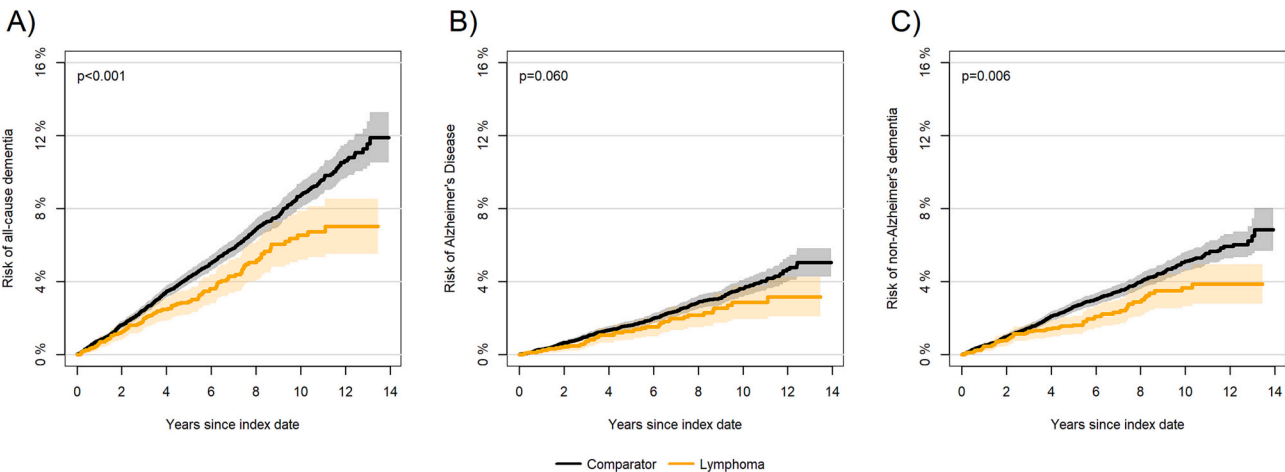 A)
B)
C)
p<0.001
p=0.060
p=0.006
Risk of all-cause dementia
0 %
4 %
8 %
12 %
16 %
0 2 4 6 8 10 12 14
Years since index date
Risk of Alzheimer's Disease
0 %
4 %
8 %
12 %
16 %
0 2 4 6 8 10 12 14
Years since index date
Risk of non-Alzheimer's dementia
0 %
4 %
8 %
12 %
16 %
0 2 4 6 8 10 12 14
Years since index date
Comparator Lymphoma